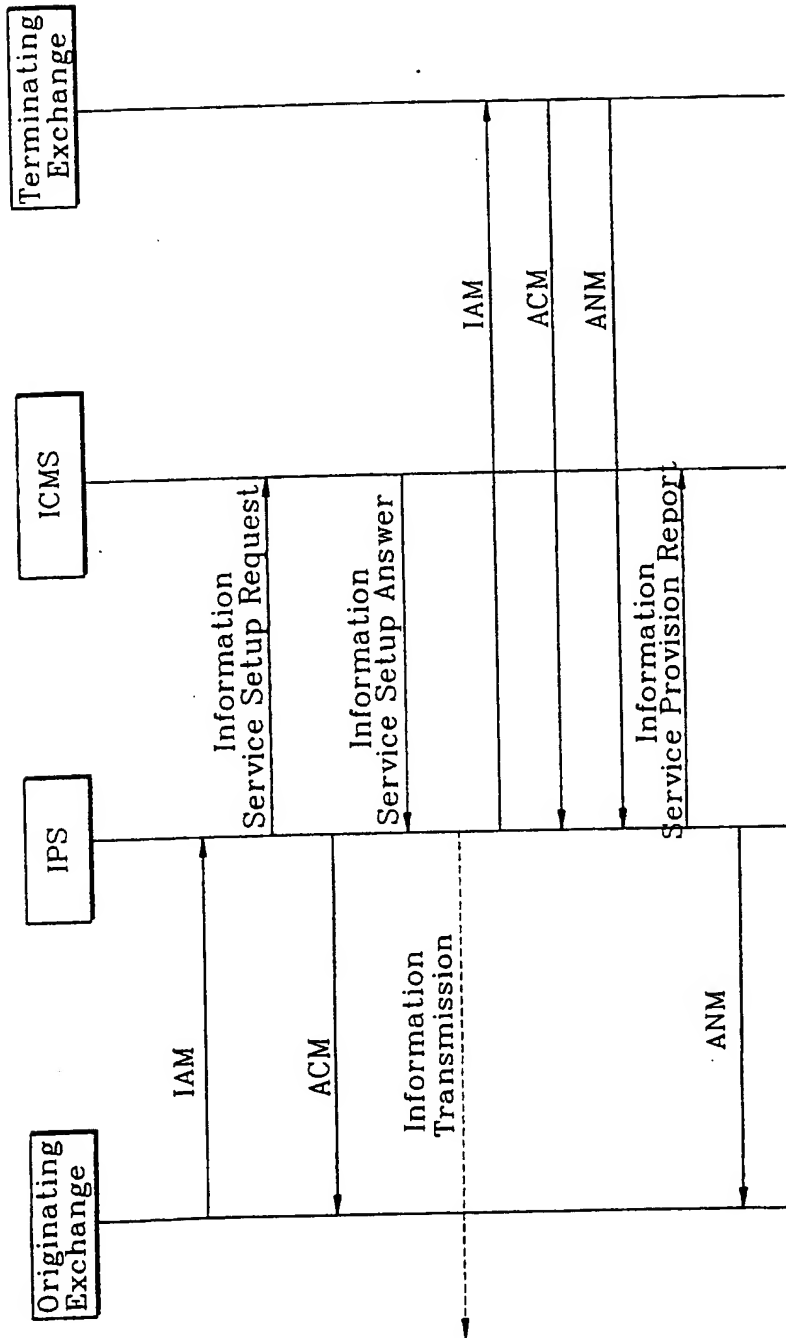 Originating
Exchange
IPS
ICMS
Terminating
Exchange
IAM
Information
Service Setup Request
ACM
Information
Service Setup Answer
Information
Transmission
IAM
ACM
ANM
Information
Service Provision Report
ANM